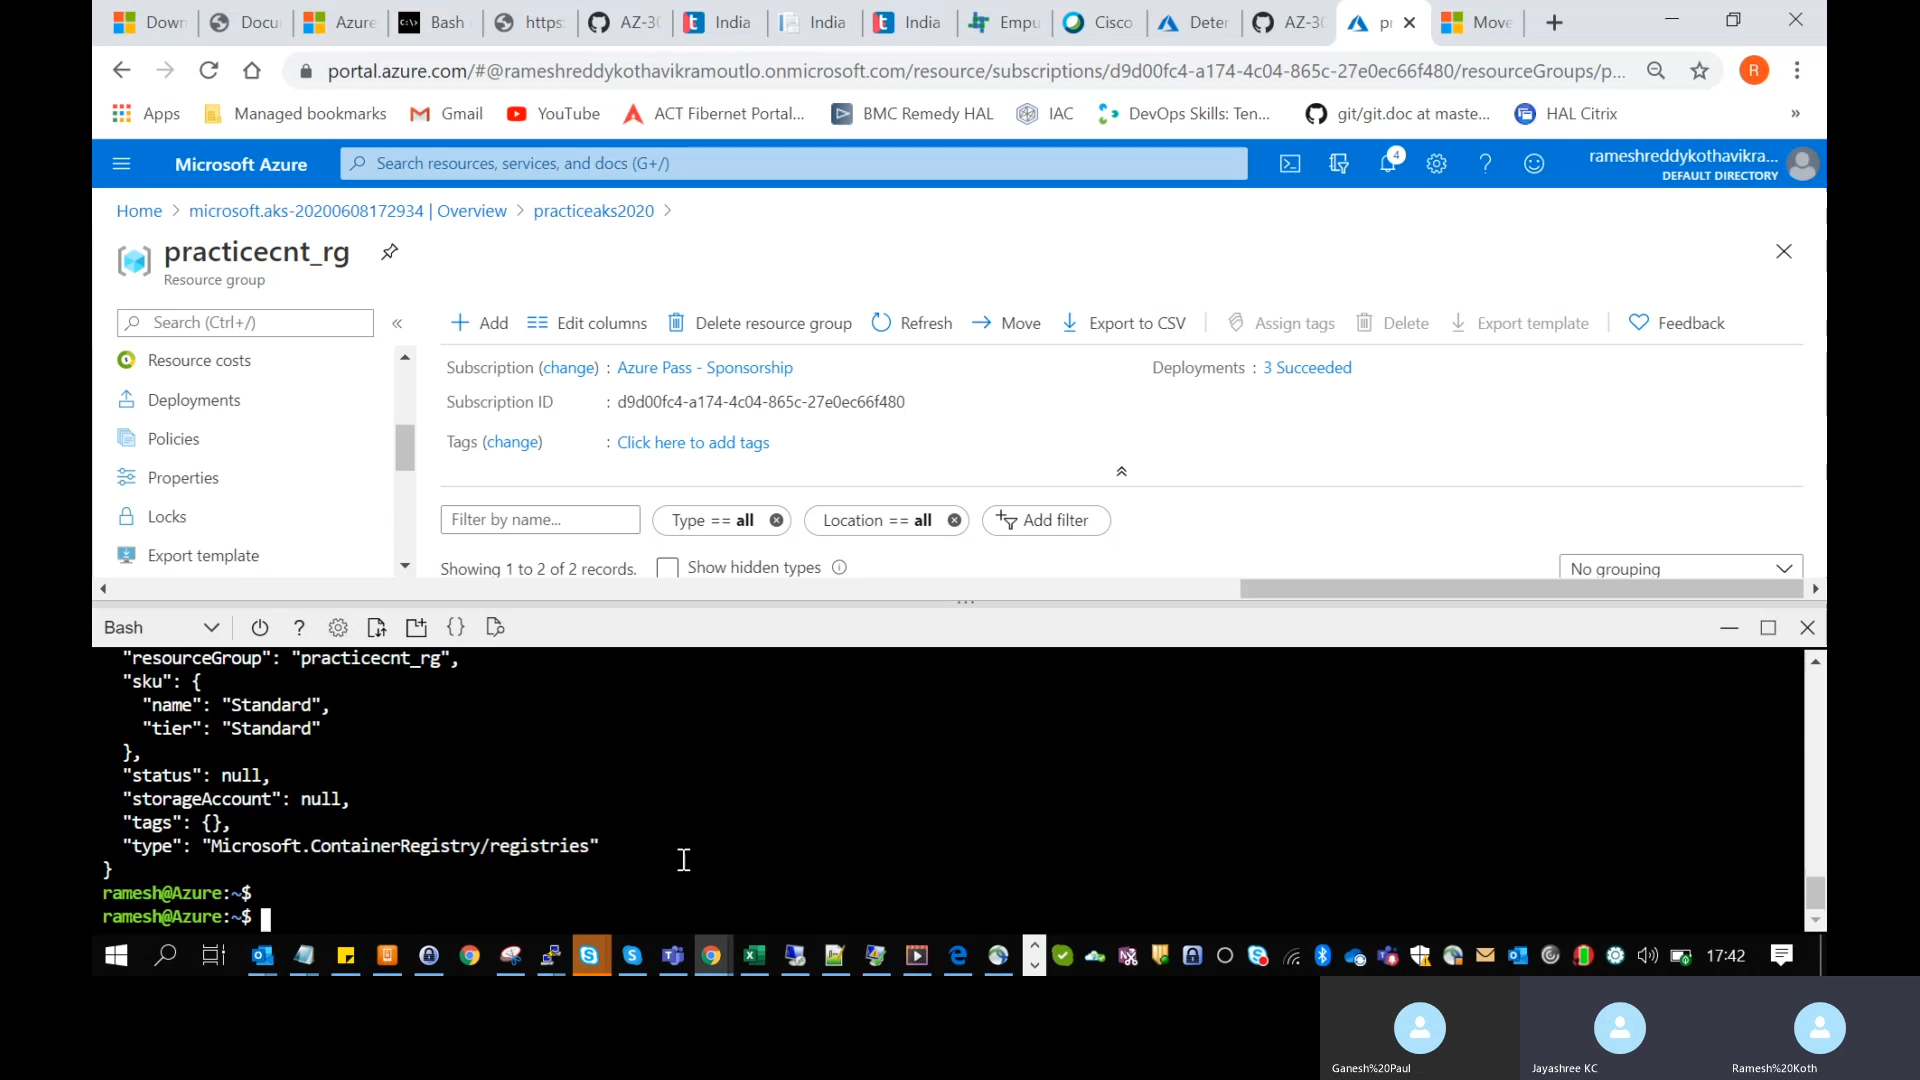 Down
Docu
Azure
Bash
https:
AZ-30
India
India
India
Empu
Cisco
Deter
AZ-30
pr
Move
portal.azure.com/#@rameshreddykothavikramoutlo.onmicrosoft.com/resource/subscriptions/d9d00fc4-a174-4c04-865c-27e0ec66f480/resourceGroups/p...
R
Apps
Managed bookmarks
Gmail
YouTube
ACT Fibernet Portal...
BMC Remedy HAL
IAC
DevOps Skills: Ten...
git/git.doc at maste...
HAL Citrix
»
Microsoft Azure
Search resources, services, and docs (G+/)
4
rameshreddykothavikra...
DEFAULT DIRECTORY
Home > microsoft.aks-20200608172934 | Overview > practiceaks2020 >
practicecnt_rg
Resource group
Search (Ctrl+/)
«
Add
Edit columns
Delete resource group
Refresh
Move
Export to CSV
Assign tags
Delete
Export template
Feedback
Resource costs
Deployments
Policies
Properties
Locks
Export template
Subscription (change) : Azure Pass - Sponsorship
Deployments : 3 Succeeded
Subscription ID : d9d00fc4-a174-4c04-865c-27e0ec66f480
Tags (change) : Click here to add tags
Filter by name...
Type == all
Location == all
Add filter
Showing 1 to 2 of 2 records.
Show hidden types
No grouping
Bash
"resourceGroup": "practicecnt_rg",
"sku": {
"name": "Standard",
"tier": "Standard"
},
"status": null,
"storageAccount": null,
"tags": {},
"type": "Microsoft.ContainerRegistry/registries"
}
ramesh@Azure:~$
ramesh@Azure:~$
17:42
Ganesh%20Paul
Jayashree KC
Ramesh%20Koth